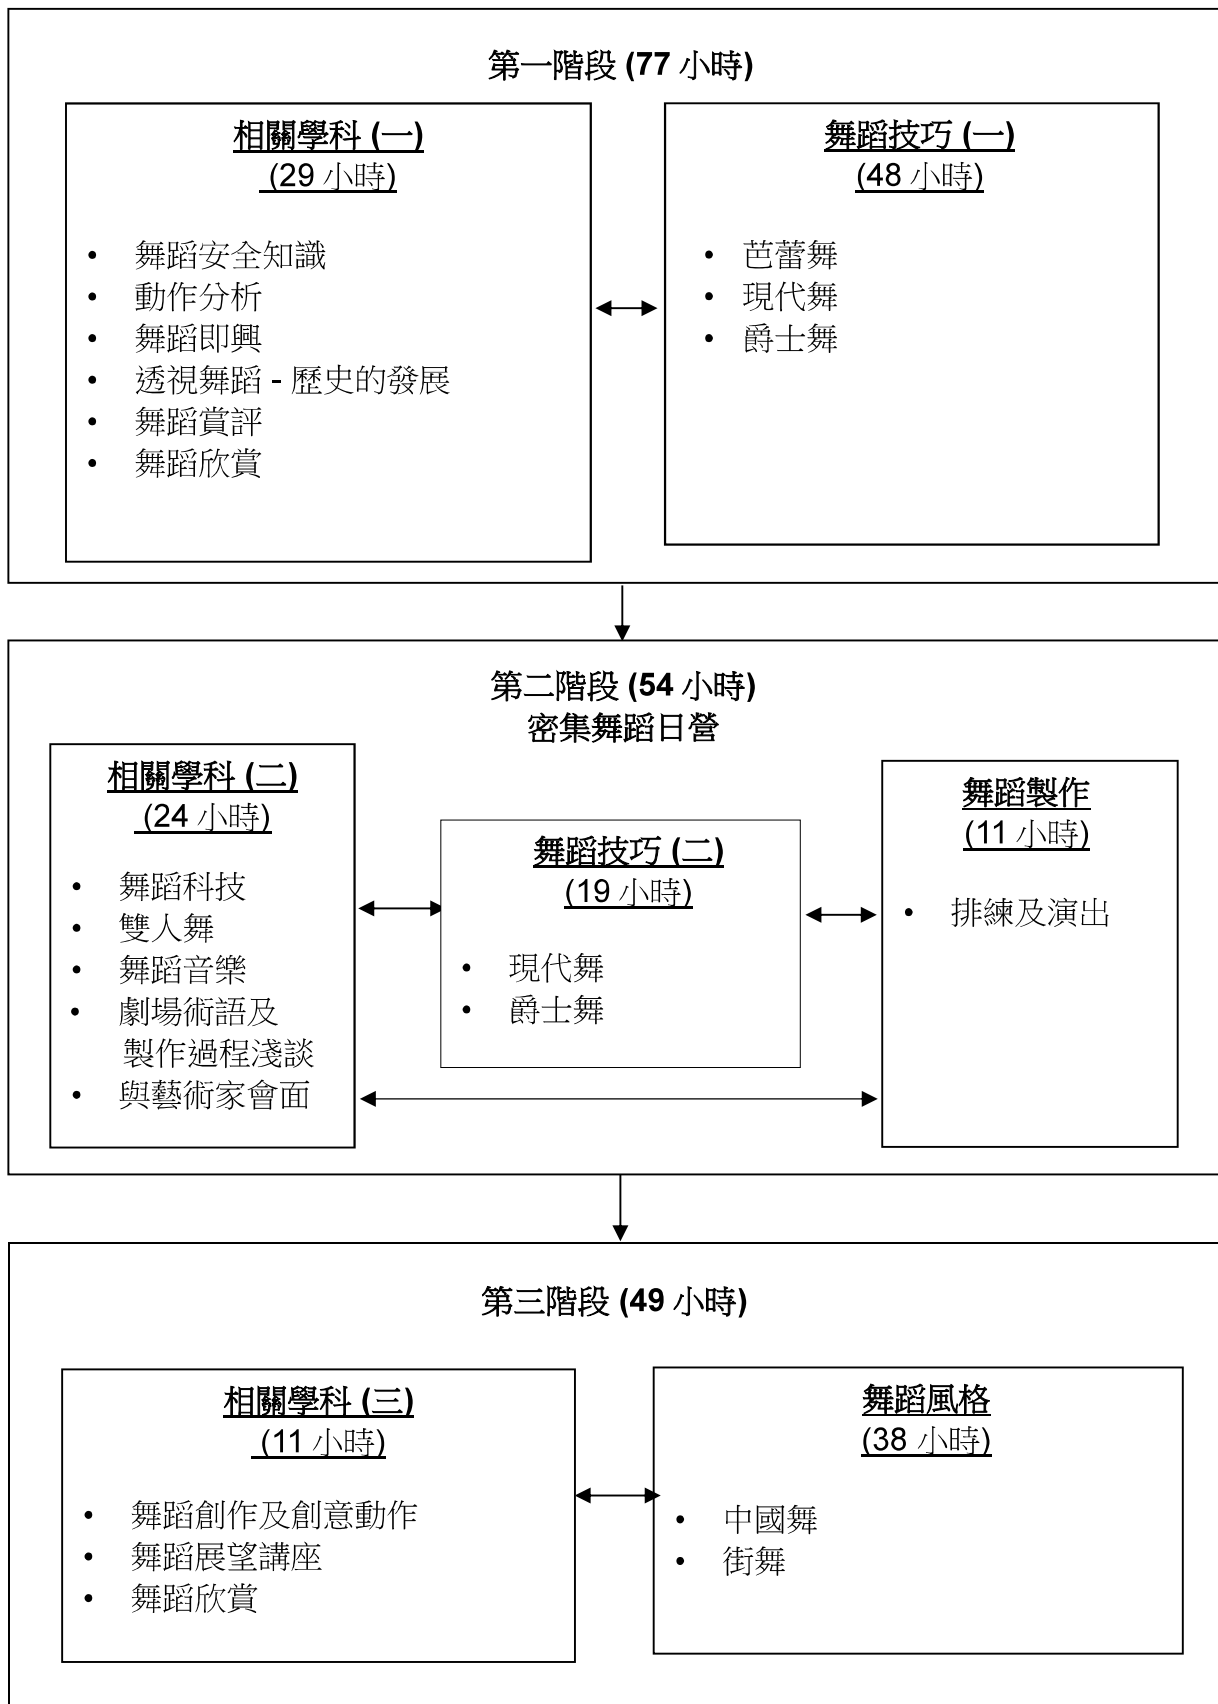 第一階段 (77 小時)
相關學科 (一)
(29 小時)
• 舞蹈安全知識
• 動作分析
• 舞蹈即興
• 透視舞蹈 - 歷史的發展
• 舞蹈賞評
• 舞蹈欣賞
舞蹈技巧 (一)
(48 小時)
• 芭蕾舞
• 現代舞
• 爵士舞
第二階段 (54 小時)
密集舞蹈日營
相關學科 (二)
(24 小時)
• 舞蹈科技
• 雙人舞
• 舞蹈音樂
• 劇場術語及
製作過程淺談
• 與藝術家會面
舞蹈技巧 (二)
(19 小時)
• 現代舞
• 爵士舞
舞蹈製作
(11 小時)
• 排練及演出
第三階段 (49 小時)
相關學科 (三)
(11 小時)
• 舞蹈創作及創意動作
• 舞蹈展望講座
• 舞蹈欣賞
舞蹈風格
(38 小時)
• 中國舞
• 街舞